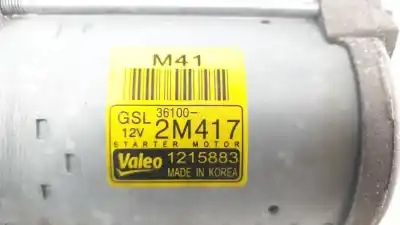 M41
GSL 36100-
12V 2M417
STARTER MOTOR
Valeo 1215883
MADE IN KOREA